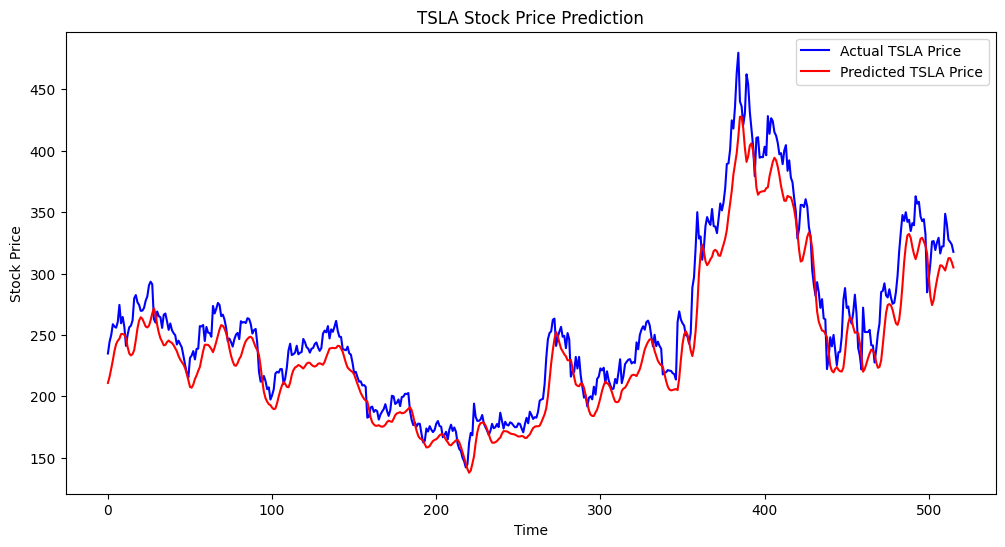 TSLA Stock Price Prediction
Actual TSLA Price
Predicted TSLA Price
Stock Price
450
400
350
300
250
200
150
0 100 200 300 400 500
Time